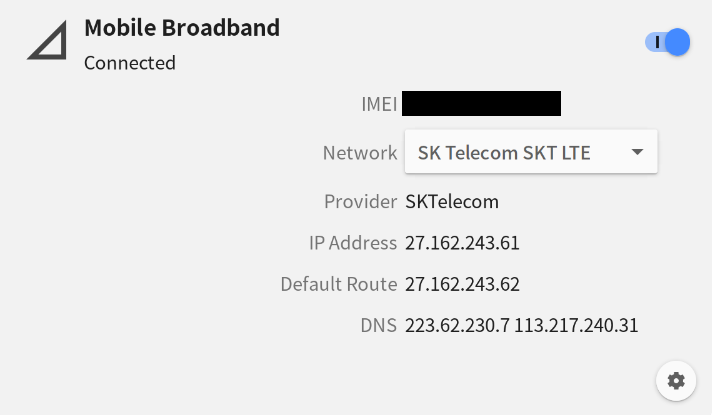 Mobile Broadband
Connected
IMEI
Network SK Telecom SKT LTE
Provider SKTelecom
IP Address 27.162.243.61
Default Route 27.162.243.62
DNS 223.62.230.7 113.217.240.31